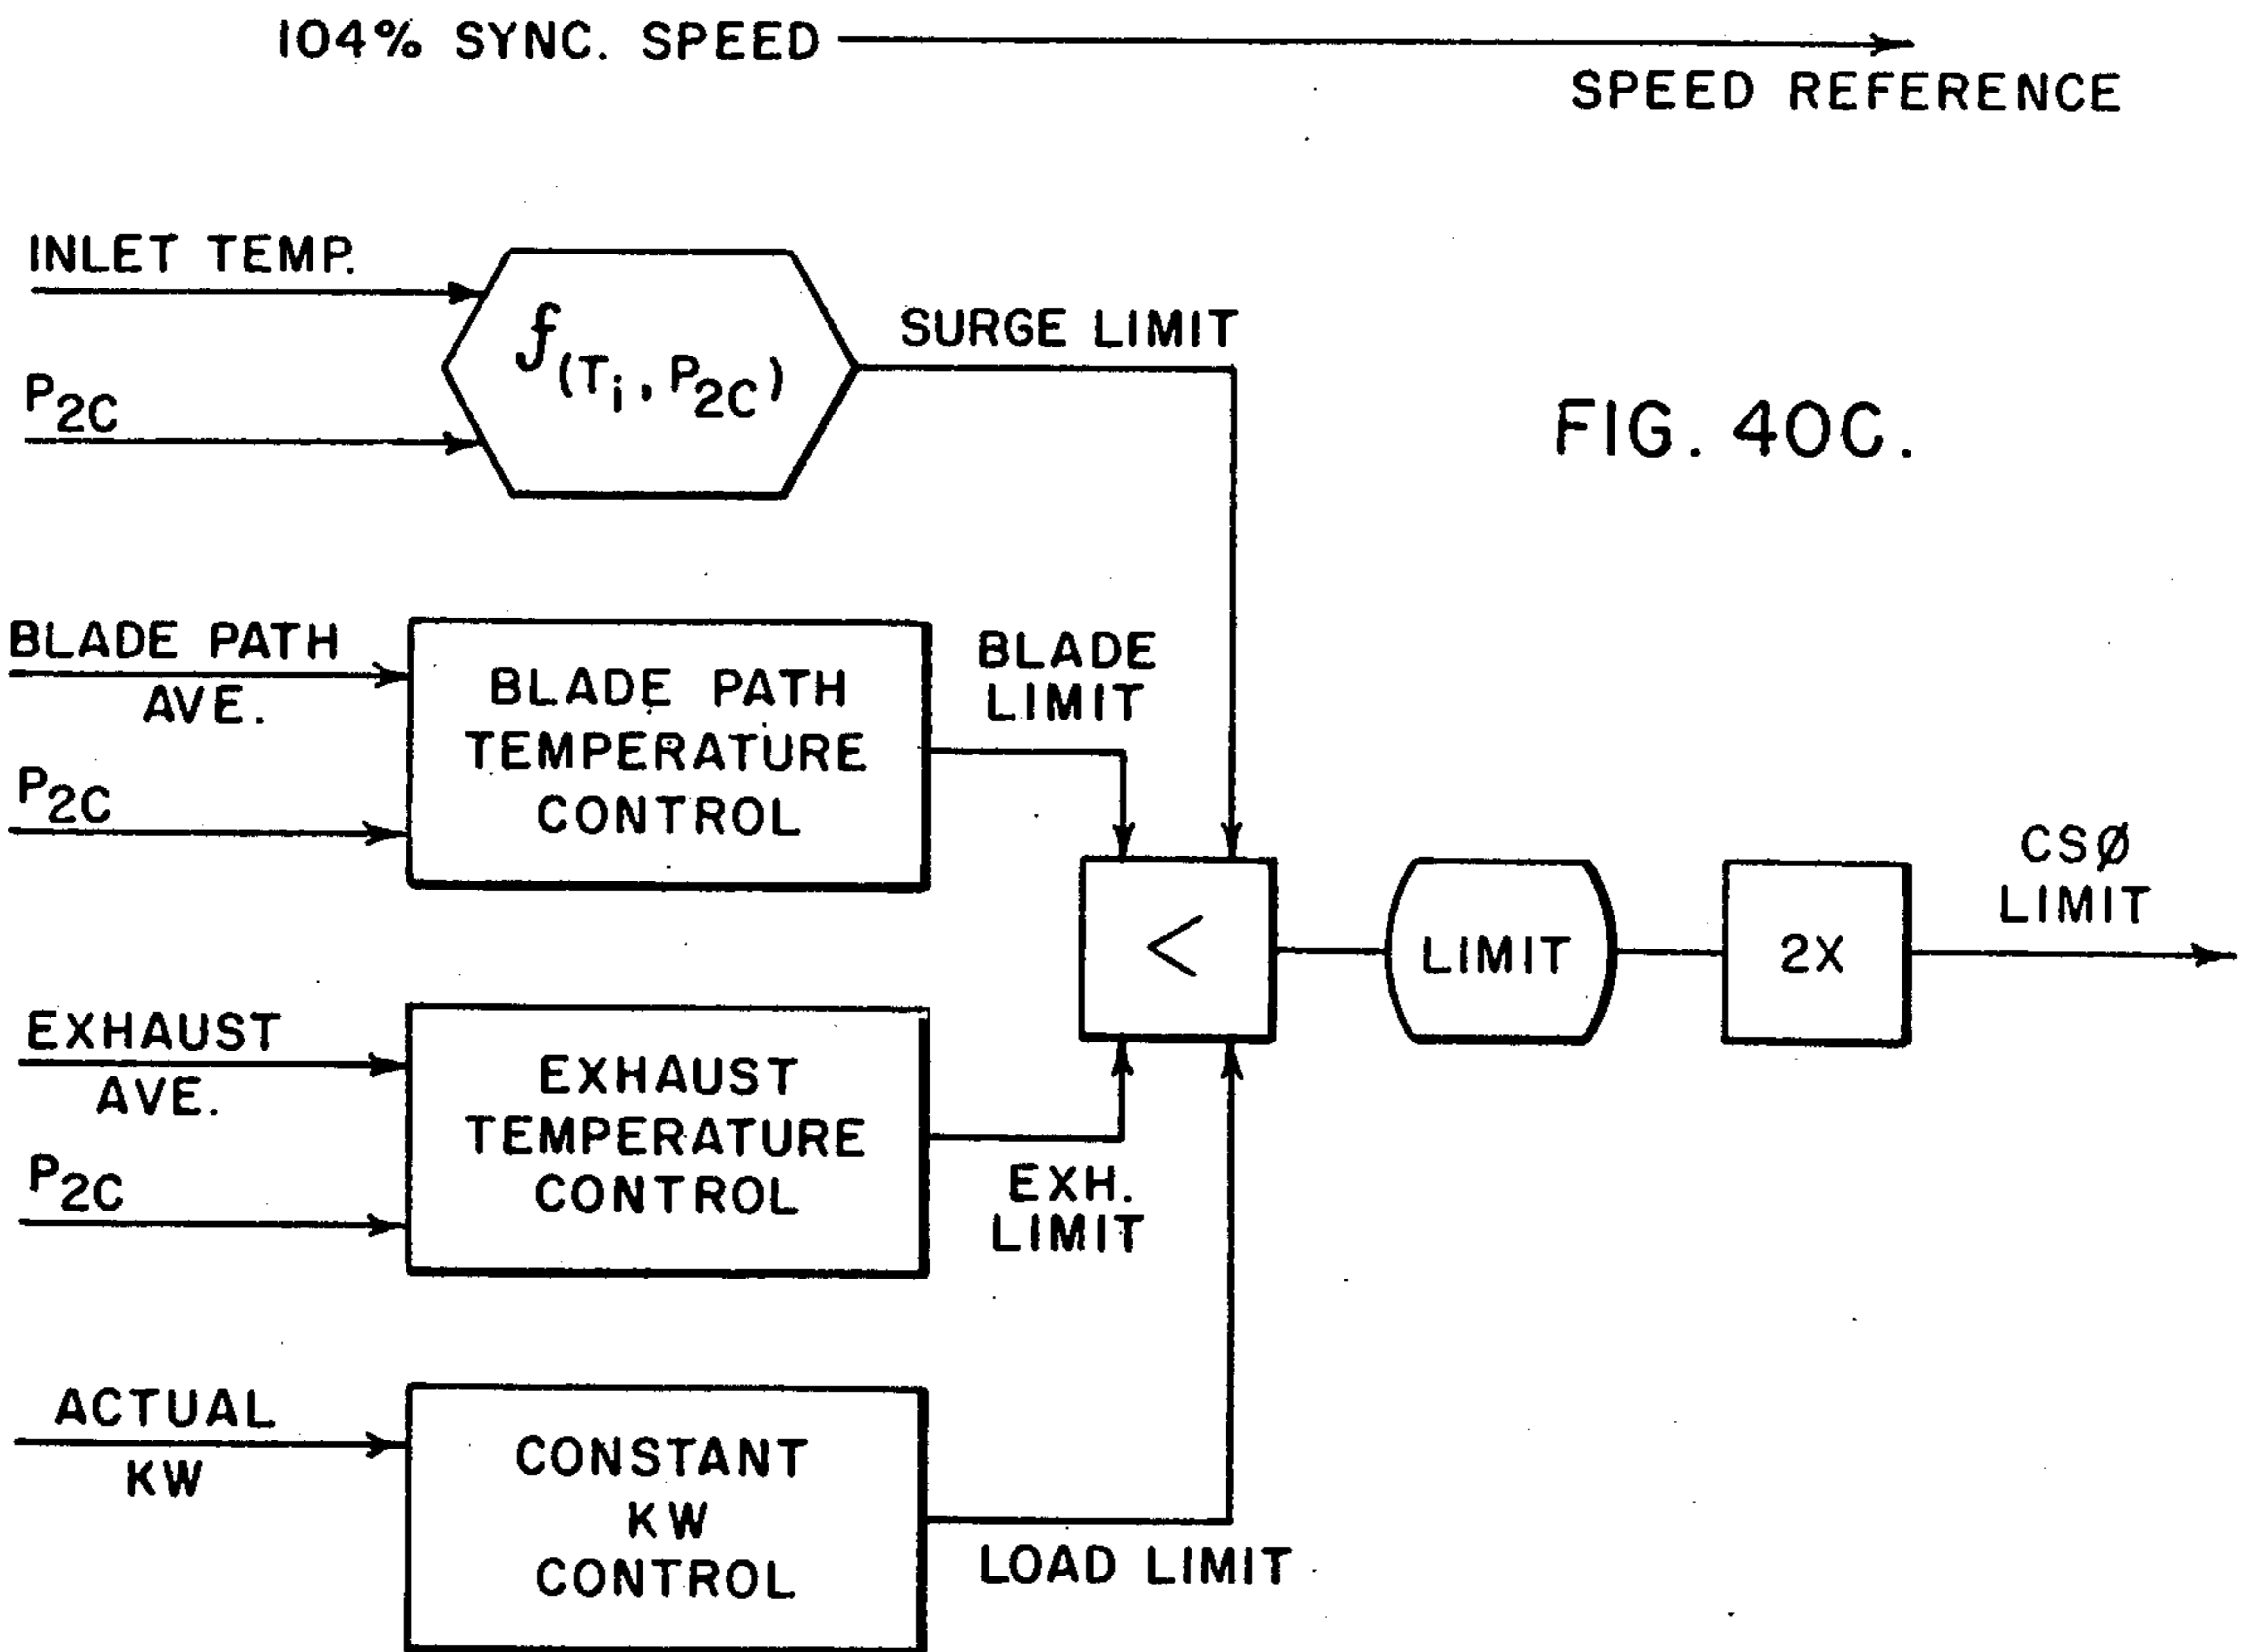 104% SYNC. SPEED
SPEED REFERENCE
INLET TEMP.
P2C
f(Ti, P2C)
SURGE LIMIT
FIG. 40C.
BLADE PATH
AVE.
P2C
BLADE PATH
TEMPERATURE
CONTROL
BLADE
LIMIT
<
LIMIT
2X
CSØ
LIMIT
EXHAUST
AVE.
P2C
EXHAUST
TEMPERATURE
CONTROL
EXH.
LIMIT
ACTUAL
KW
CONSTANT
KW
CONTROL
LOAD LIMIT